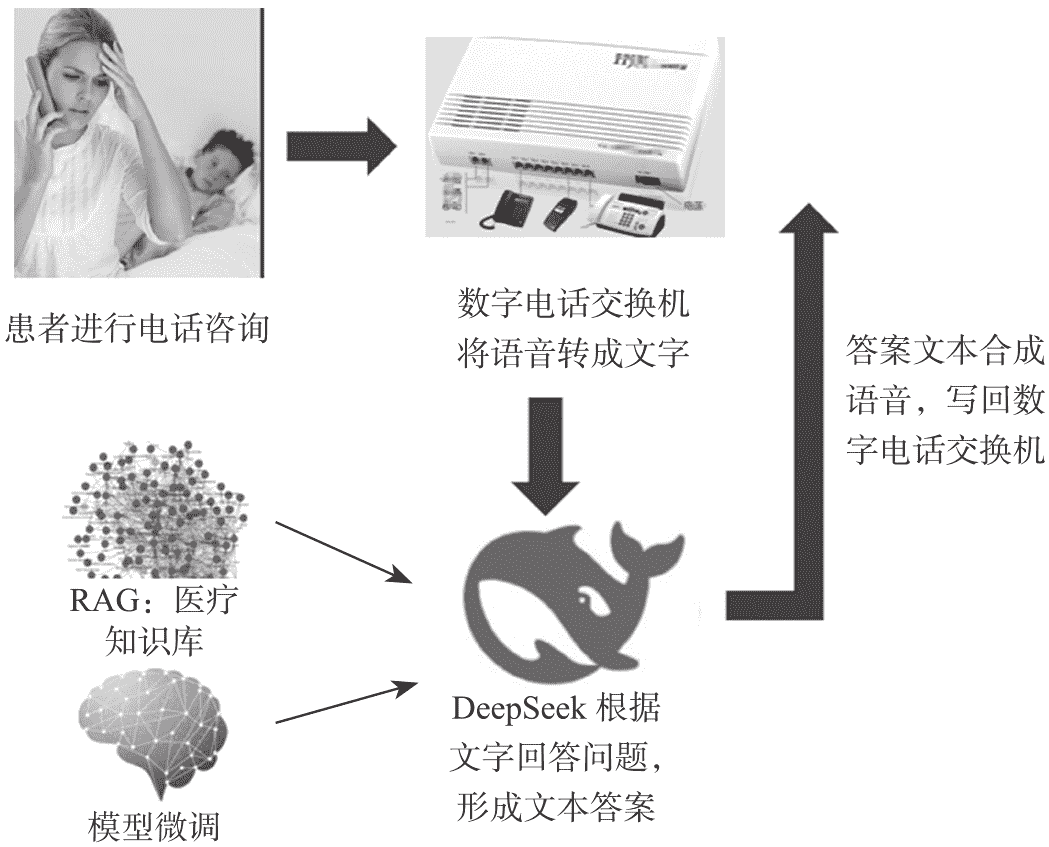 患者进行电话咨询
数字电话交换机
将语音转成文字
答案文本合成
语音，写回数
字电话交换机
RAG：医疗
知识库
DeepSeek 根据
文字回答问题，
形成文本答案
模型微调